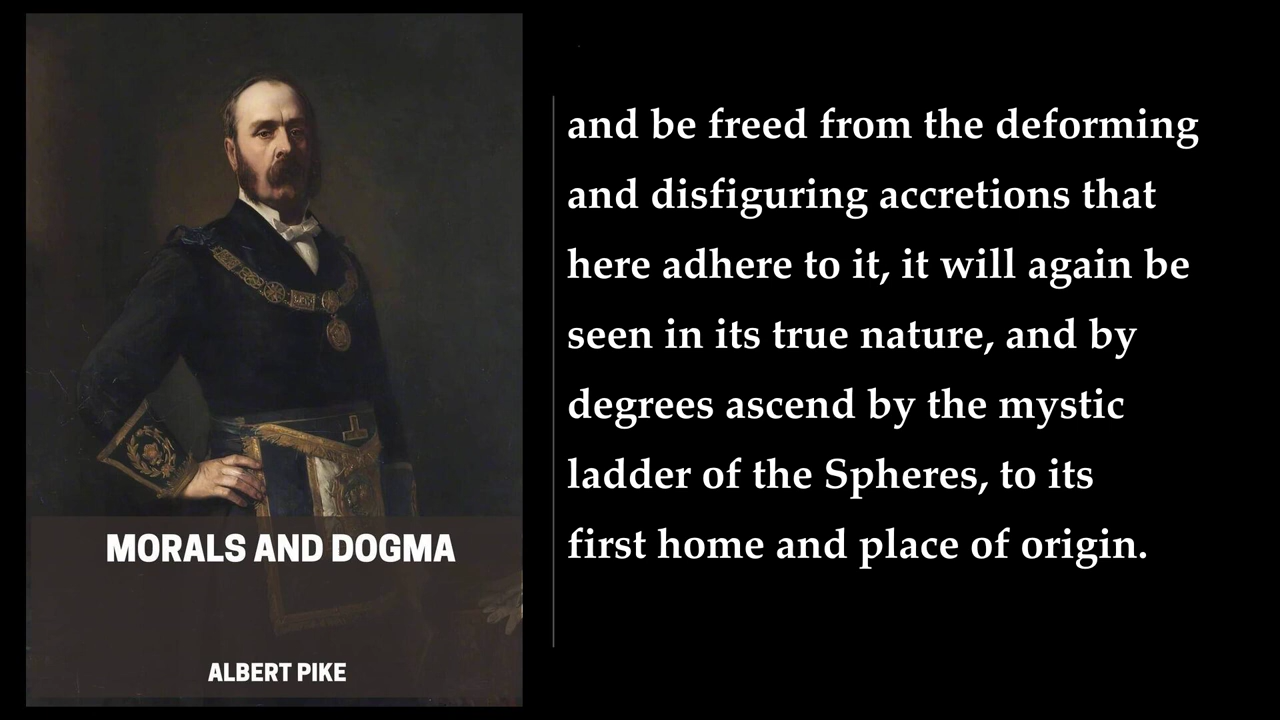 MORALS AND DOGMA
ALBERT PIKE
and be freed from the deforming
and disfiguring accretions that
here adhere to it, it will again be
seen in its true nature, and by
degrees ascend by the mystic
ladder of the Spheres, to its
first home and place of origin.